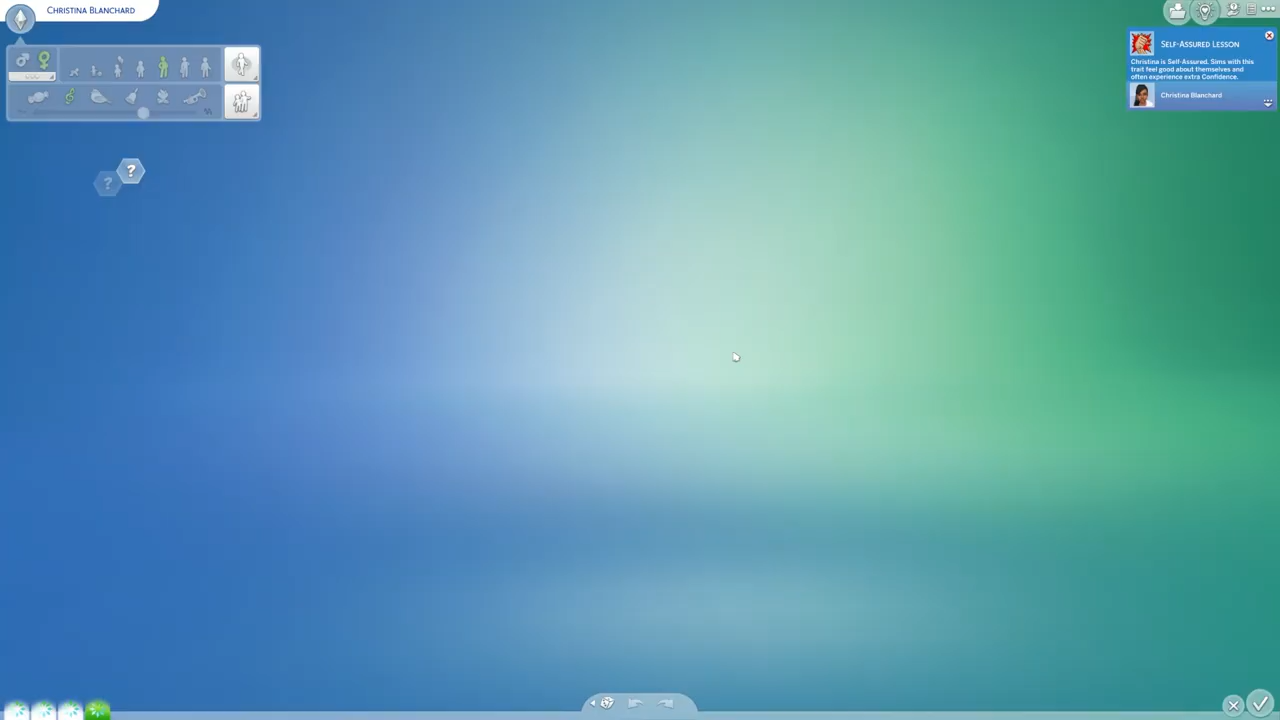 CHRISTINA BLANCHARD
SELF-ASSURED LESSON
Christina is Self-Assured. Sims with this
trait feel good about themselves and
often experience extra Confidence.
Christina Blanchard
?
?